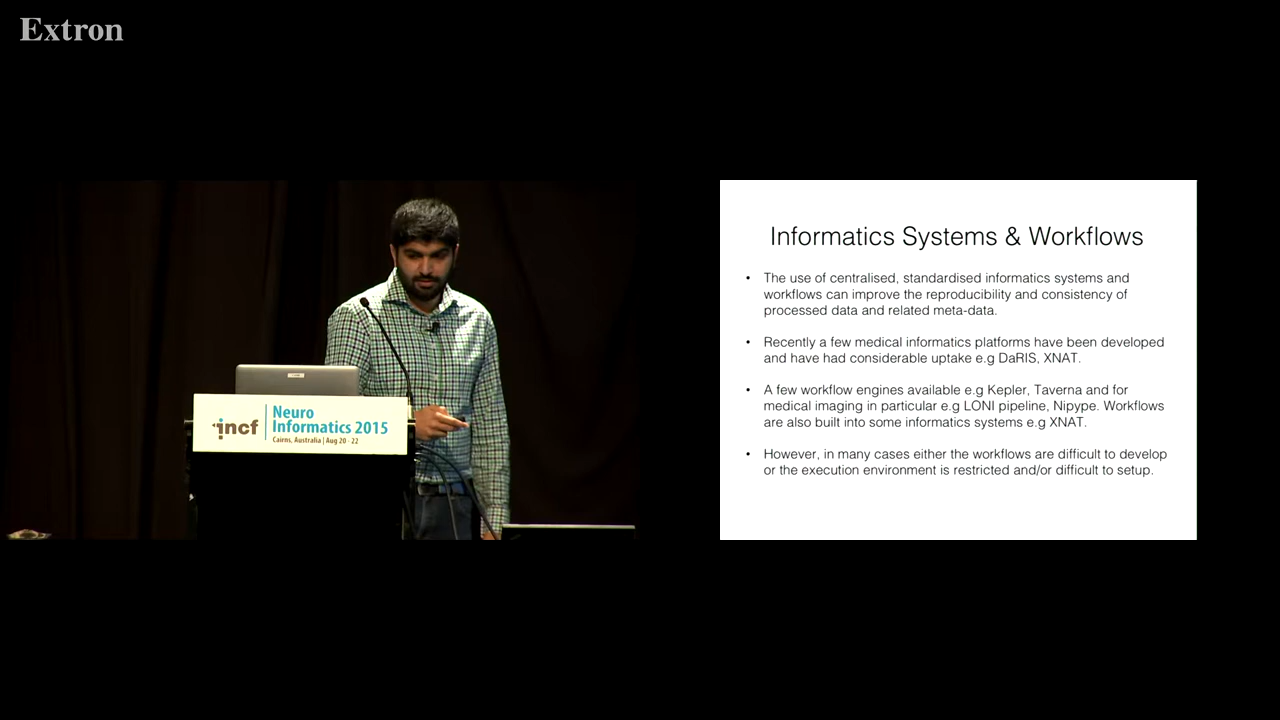 Extron
incf
Neuro
Informatics 2015
Cairns, Australia | Aug 20 - 22
Informatics Systems & Workflows
• The use of centralised, standardised informatics systems and
workflows can improve the reproducibility and consistency of
processed data and related meta-data.
• Recently a few medical informatics platforms have been developed
and have had considerable uptake e.g DaRIS, XNAT.
• A few workflow engines available e.g Kepler, Taverna and for
medical imaging in particular e.g LONI pipeline, Nipype. Workflows
are also built into some informatics systems e.g XNAT.
• However, in many cases either the workflows are difficult to develop
or the execution environment is restricted and/or difficult to setup.